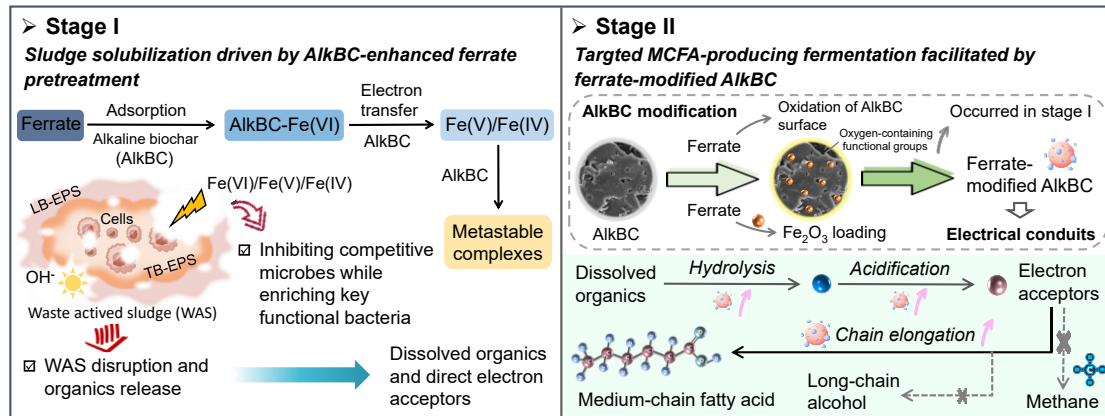 ➢ Stage I
Sludge solubilization driven by AlkBC-enhanced ferrate
pretreatment
Ferrate
Adsorption
Alkaline biochar
(AlkBC)
AlkBC-Fe(VI)
Electron
transfer
AlkBC
Fe(V)/Fe(IV)
AlkBC
Metastable
complexes
Fe(VI)/Fe(V)/Fe(IV)
LB-EPS
Cells
TB-EPS
OH-
Waste actived sludge (WAS)
☑ Inhibiting competitive
microbes while
enriching key
functional bacteria
☑ WAS disruption and
organics release
Dissolved organics
and direct electron
acceptors
➢ Stage II
Targted MCFA-producing fermentation facilitated by
ferrate-modified AlkBC
AlkBC modification
Oxidation of AlkBC
surface
Occurred in stage I
Oxygen-containing
functional groups
Ferrate
Ferrate
AlkBC
Fe2O3 loading
Ferrate-
modified AlkBC
Electrical conduits
Dissolved
organics
Hydrolysis
Acidification
Electron
acceptors
Chain elongation
Medium-chain fatty acid
Long-chain
alcohol
Methane